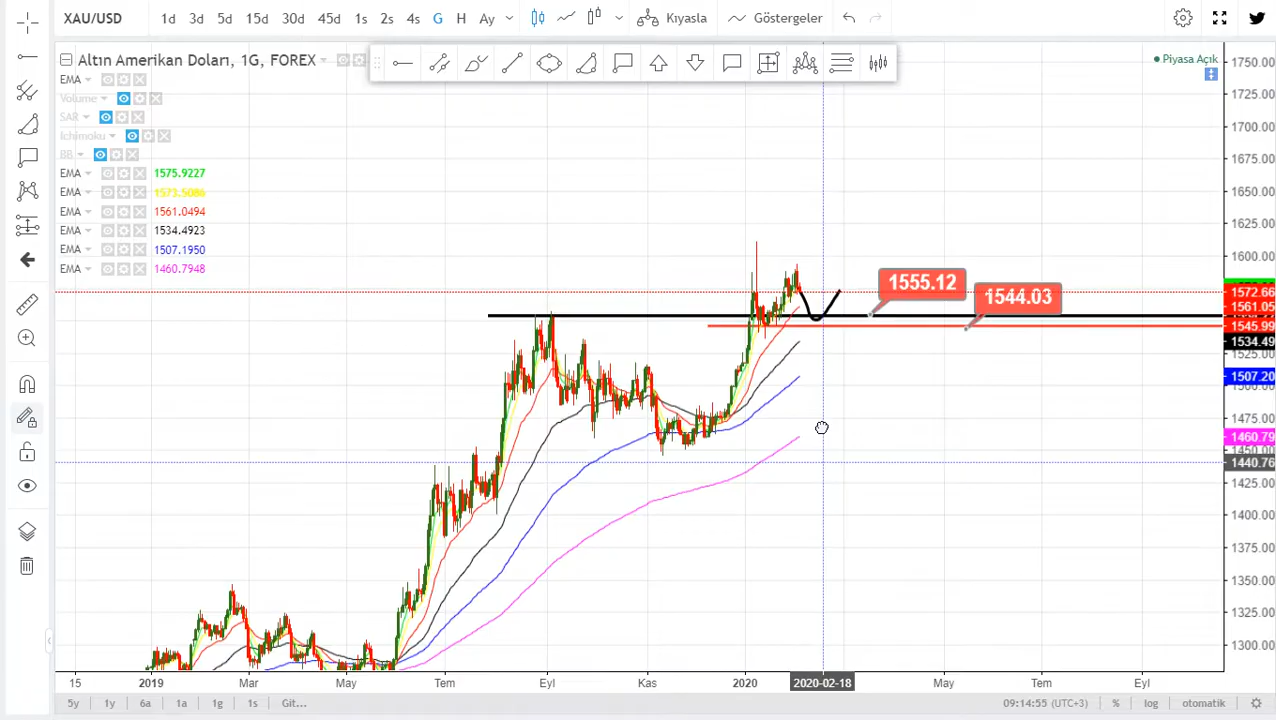 XAU/USD 1d 3d 5d 15d 30d 45d 1s 2s 4s G H Ay Kıyasla Göstergeler
Altın Amerikan Doları, 1G, FOREX
Piyasa Açık
EMA
Volume
SAR
Ichimoku
BB
EMA 1575.9227
EMA 1573.5086
EMA 1561.0494
EMA 1534.4923
EMA 1507.1950
EMA 1460.7948
1555.12
1544.03
1750.00
1725.00
1700.00
1675.00
1650.00
1625.00
1600.00
1572.66
1561.05
1545.99
1534.49
1525.00
1507.20
1500.00
1475.00
1460.79
1450.00
1440.76
1425.00
1400.00
1375.00
1350.00
1325.00
1300.00
15 2019 Mar May Tem Eyl Kas 2020 2020-02-18 May Tem Eyl
5y 1y 6a 1a 1g 1s Git... 09:14:55 (UTC+3) % log otomatik